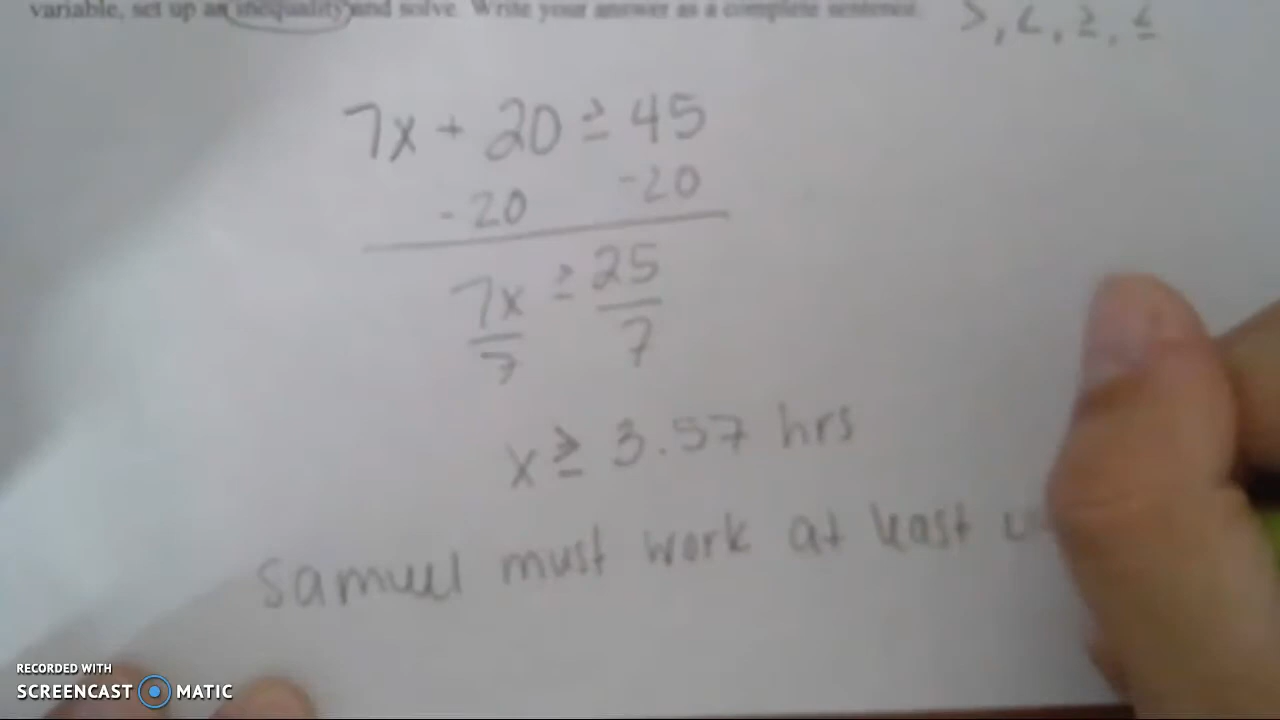 variable, set up an inequality and solve. Write your answer as a complete sentence.
>, <, ≥, ≤
7x + 20 ≥ 45
-20 -20
7x ≥ 25
7 7
x ≥ 3.57 hrs
Samuel must work at least
RECORDED WITH
SCREENCAST MATIC